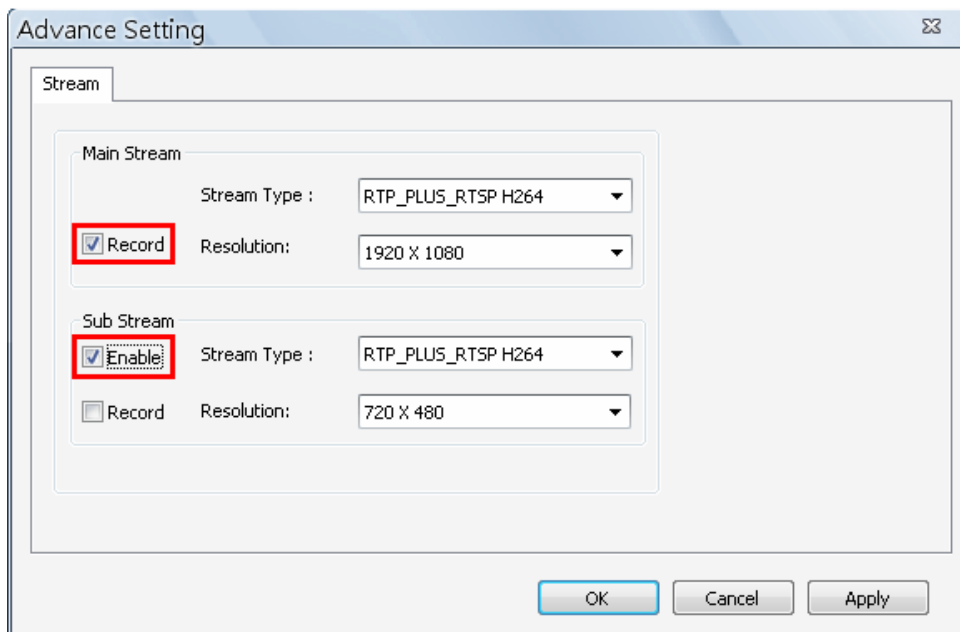 Advance Setting
Stream
Main Stream
Stream Type :
RTP_PLUS_RTSP H264
Record
Resolution:
1920 X 1080
Sub Stream
Enable
Stream Type :
RTP_PLUS_RTSP H264
Record
Resolution:
720 X 480
OK
Cancel
Apply